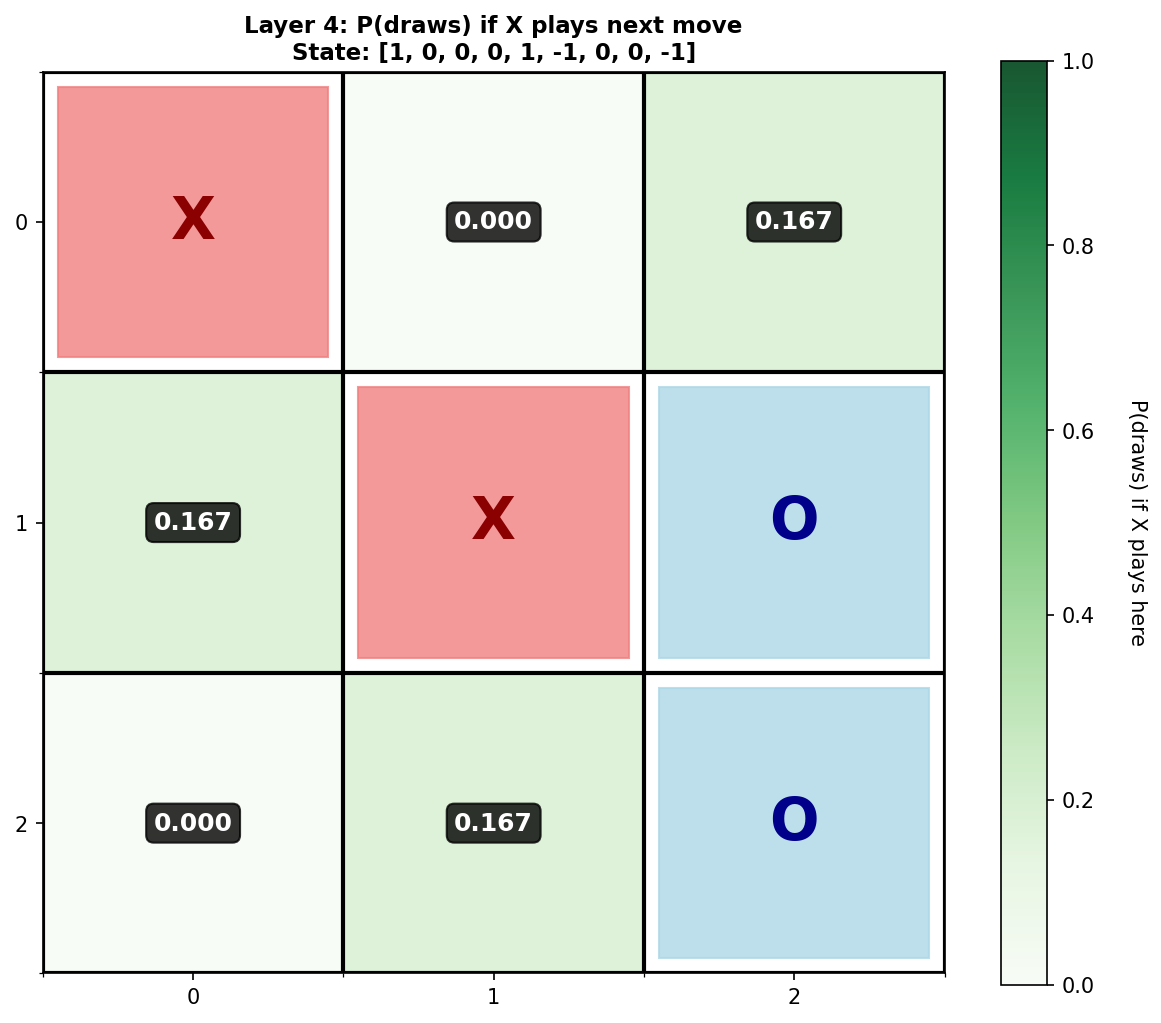 Layer 4: P(draws) if X plays next move
State: [1, 0, 0, 0, 1, -1, 0, 0, -1]
X
0.000
0.167
0.167
X
O
0.000
0.167
O
0
1
2
0
1
2
1.0
0.8
0.6
0.4
0.2
0.0
P(draws) if X plays here